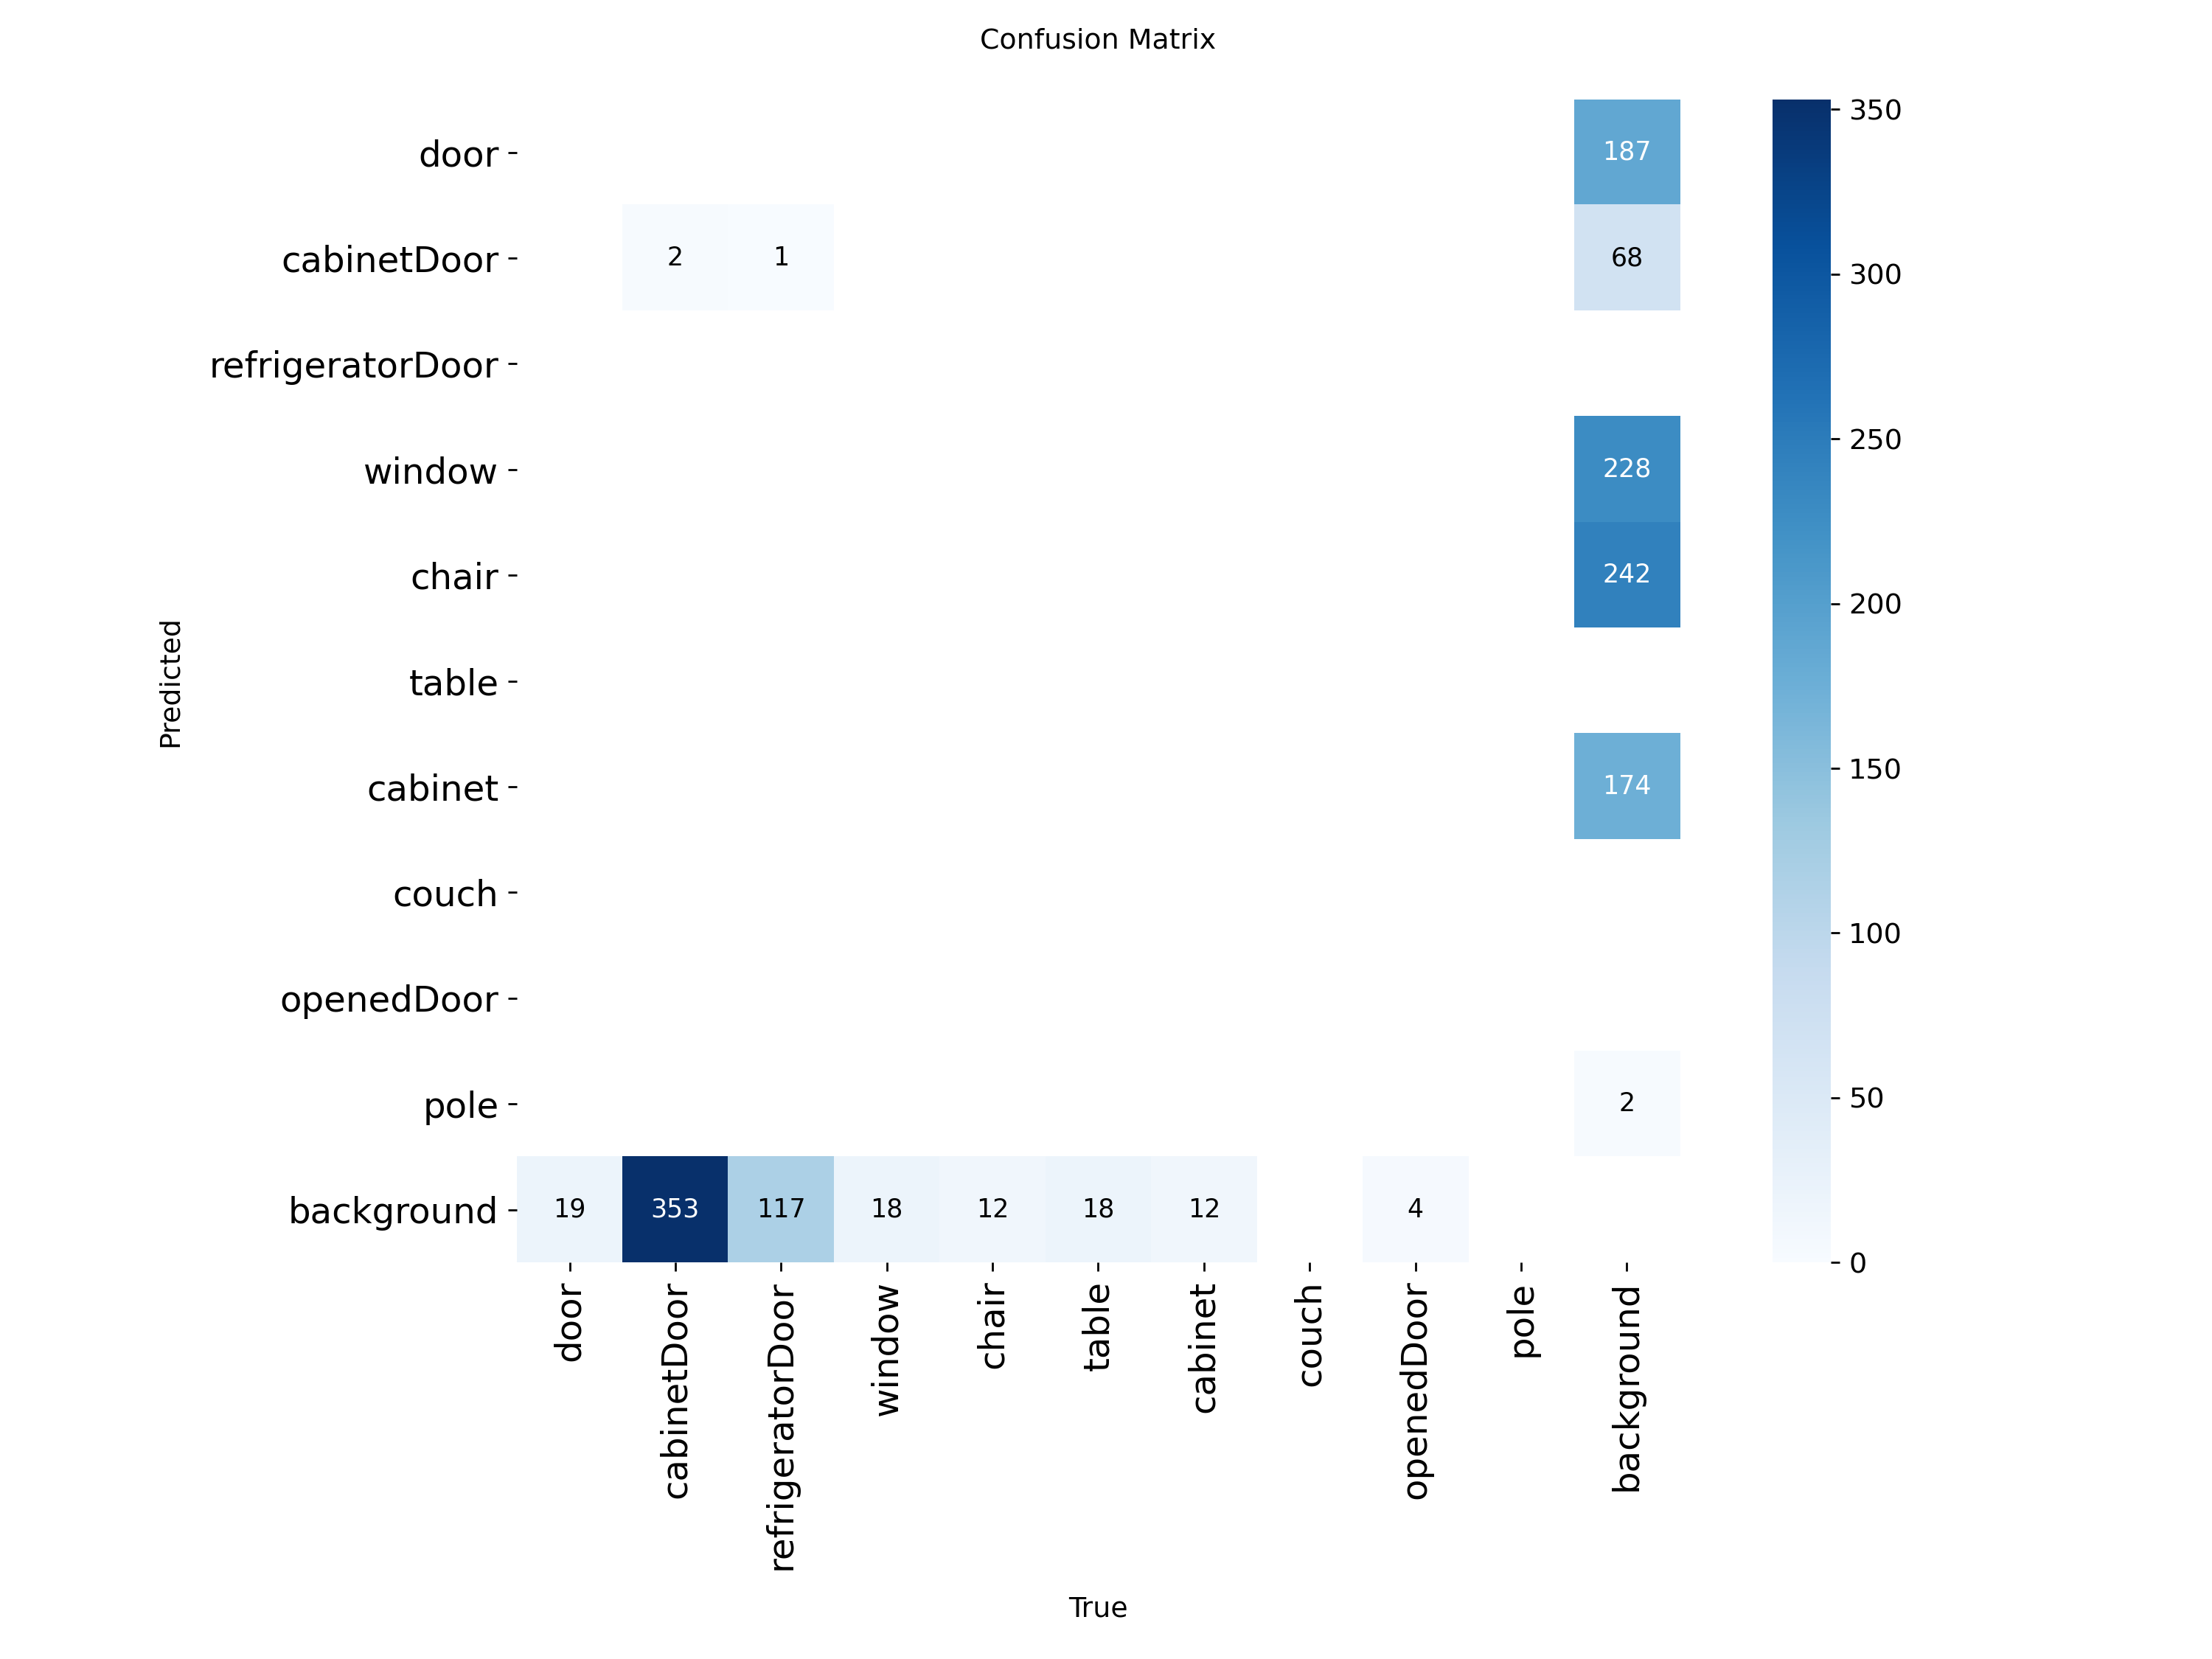 Confusion Matrix
door
187
350
cabinetDoor
2 1 68
300
refrigeratorDoor
window
228
250
chair
242
200
Predicted
table
cabinet
174
150
couch
100
openedDoor
pole
2
50
background
19 353 117 18 12 18 12 4
0
door
cabinetDoor
refrigeratorDoor
window
chair
table
cabinet
couch
openedDoor
pole
background
True